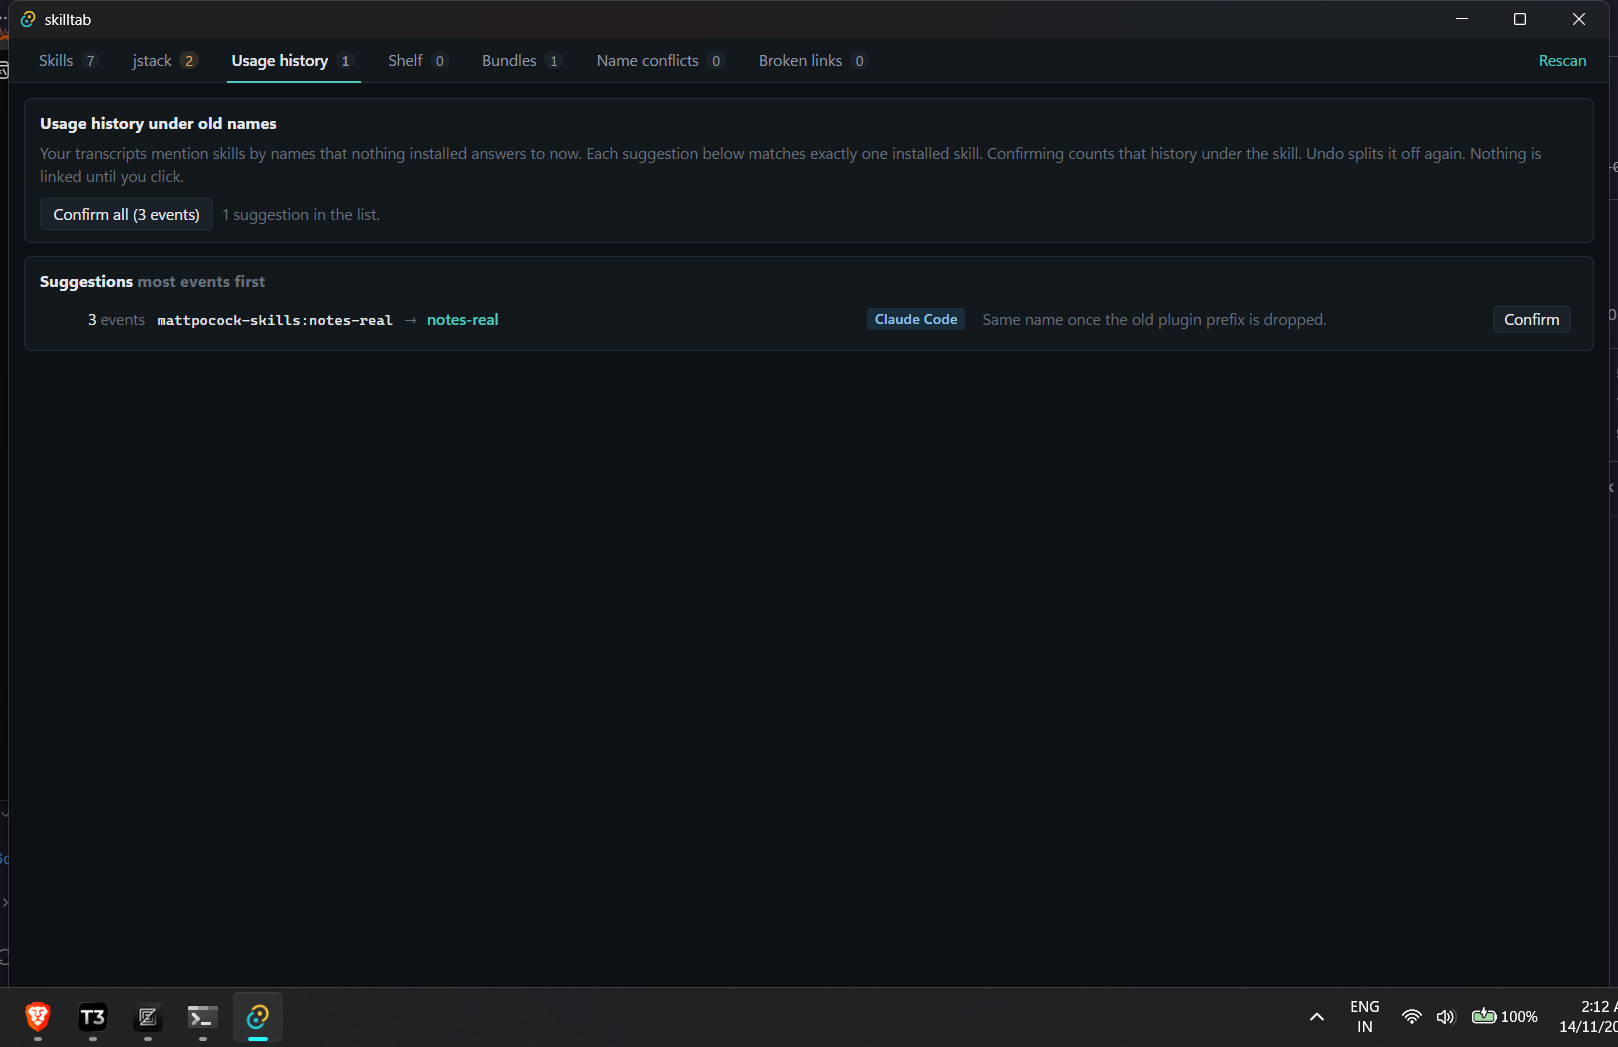 skilltab
Skills 7 jstack 2 Usage history 1 Shelf 0 Bundles 1 Name conflicts 0 Broken links 0 Rescan
Usage history under old names
Your transcripts mention skills by names that nothing installed answers to now. Each suggestion below matches exactly one installed skill. Confirming counts that history under the skill. Undo splits it off again. Nothing is
linked until you click.
Confirm all (3 events) 1 suggestion in the list.
Suggestions most events first
3 events mattpocock-skills:notes-real → notes-real Claude Code Same name once the old plugin prefix is dropped. Confirm
T3
ENG
IN
100%
2:12
14/11/20